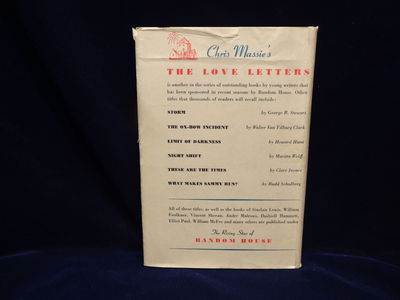 Chris Massie's
THE LOVE LETTERS
is another in the series of outstanding books by young writers that
has been sponsored in recent seasons by Random House. Other
titles that thousands of readers will recall include:
STORM by George R. Stewart
THE OX-BOW INCIDENT by Walter Van Tilburg Clark
LIMIT OF DARKNESS by Howard Hunt
NIGHT SHIFT by Maritta Wolff
THESE ARE THE TIMES by Clare Jaynes
WHAT MAKES SAMMY RUN? by Budd Schulberg
All of these titles, as well as the books of Sinclair Lewis, William
Faulkner, Vincent Sheean, André Malraux, Dashiell Hammett,
Elliot Paul, William McFee and many others are published under
The Rising Star of
RANDOM HOUSE